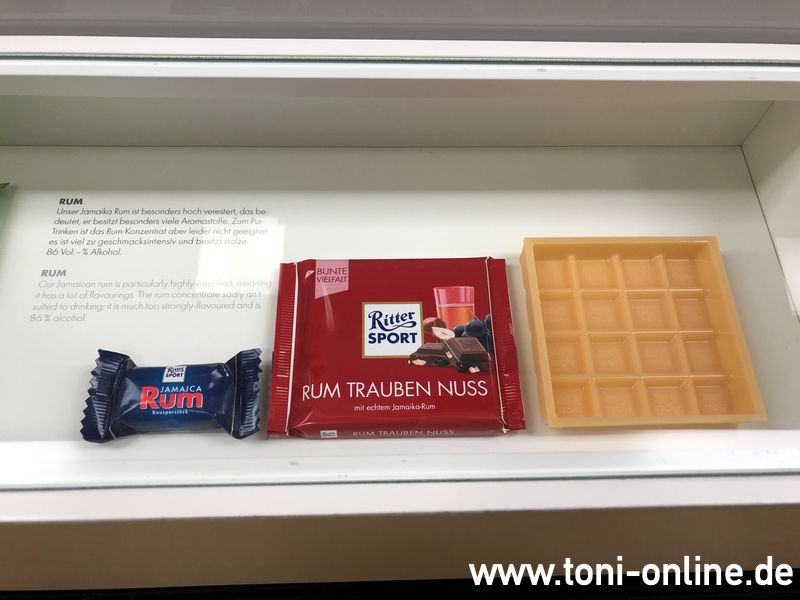 RUM
Unser Jamaika Rum ist besonders hoch verestert, das be-
deutet, er besitzt besonders viele Aromastoffe. Zum Pur-
Trinken ist das Rum-Konzentrat aber leider nicht geeignet,
es ist viel zu geschmacksintensiv und besitzt stolze
86 Vol. – % Alkohol.
RUM
Our Jamaican rum is particularly highly esterified, meaning
it has a lot of flavourings. The rum concentrate sadly isn't
suited to drinking; it is much too strongly-flavoured and is
86 % alcohol.
Ritter
SPORT
JAMAICA
Rum
Knusperstück
BUNTE
VIELFALT
Ritter
SPORT
RUM TRAUBEN NUSS
mit echtem Jamaika-Rum
RUM TRAUBEN NUSS
www.toni-online.de